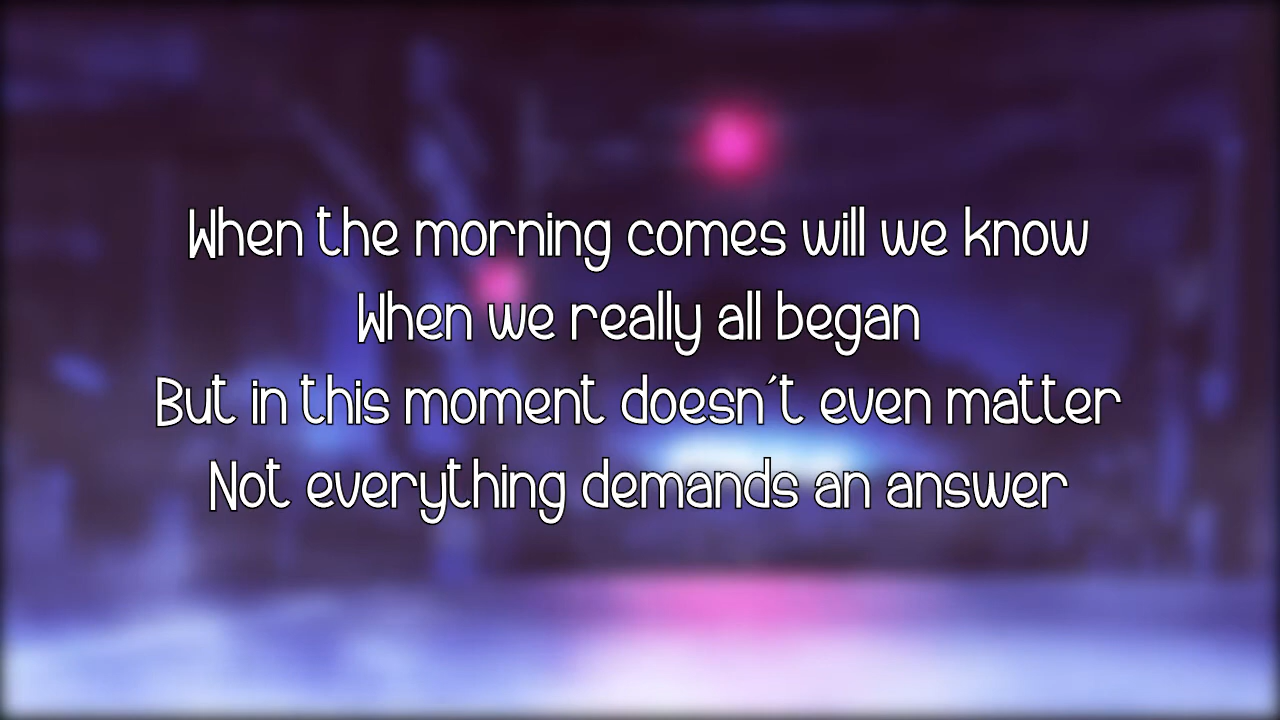 When the morning comes will we know
When we really all began
But in this moment doesn´t even matter
Not everything demands an answer